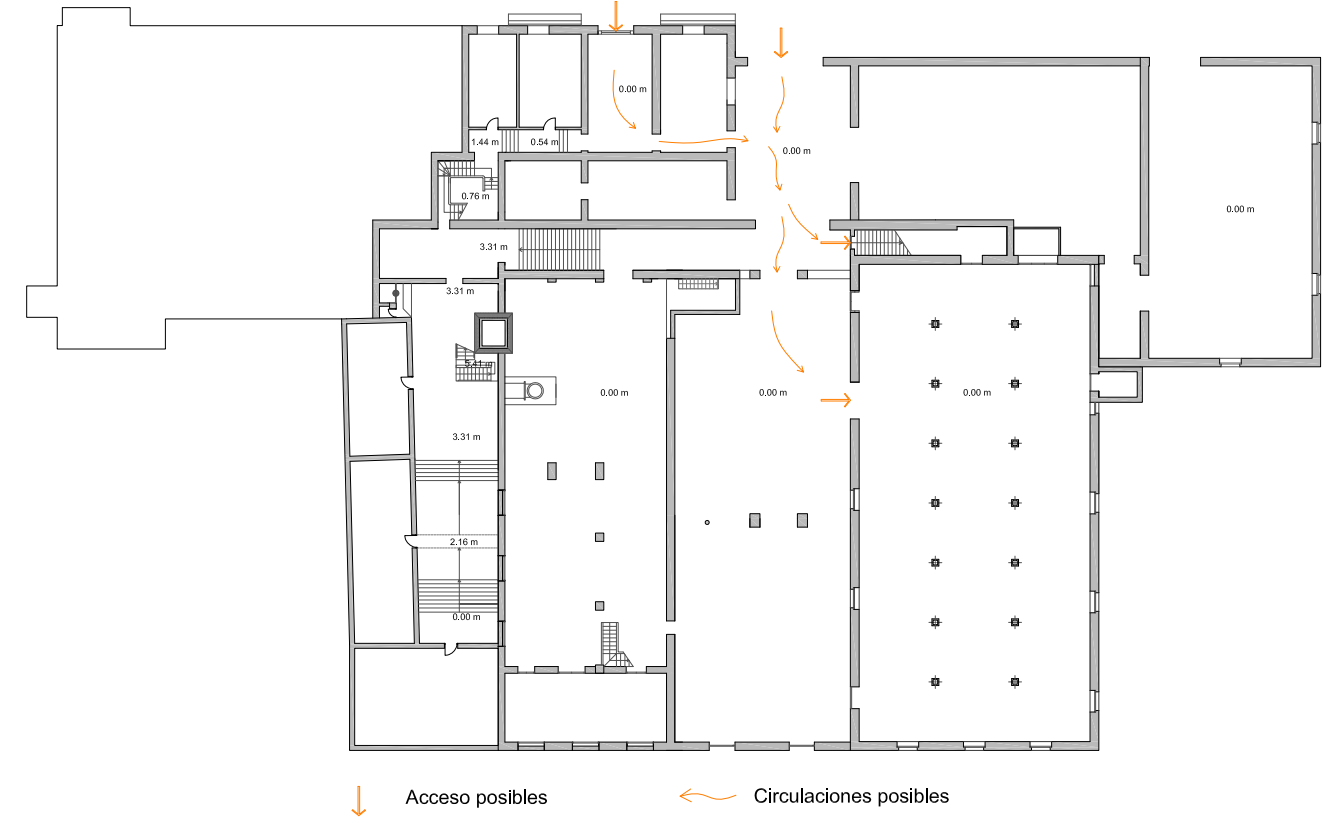 0.00 m
1.44 m
0.54 m
0.00 m
0.76 m
0.00 m
3.31 m
3.31 m
5.41 m
0.00 m
0.00 m
0.00 m
3.31 m
2.16 m
0.00 m
Acceso posibles
Circulaciones posibles